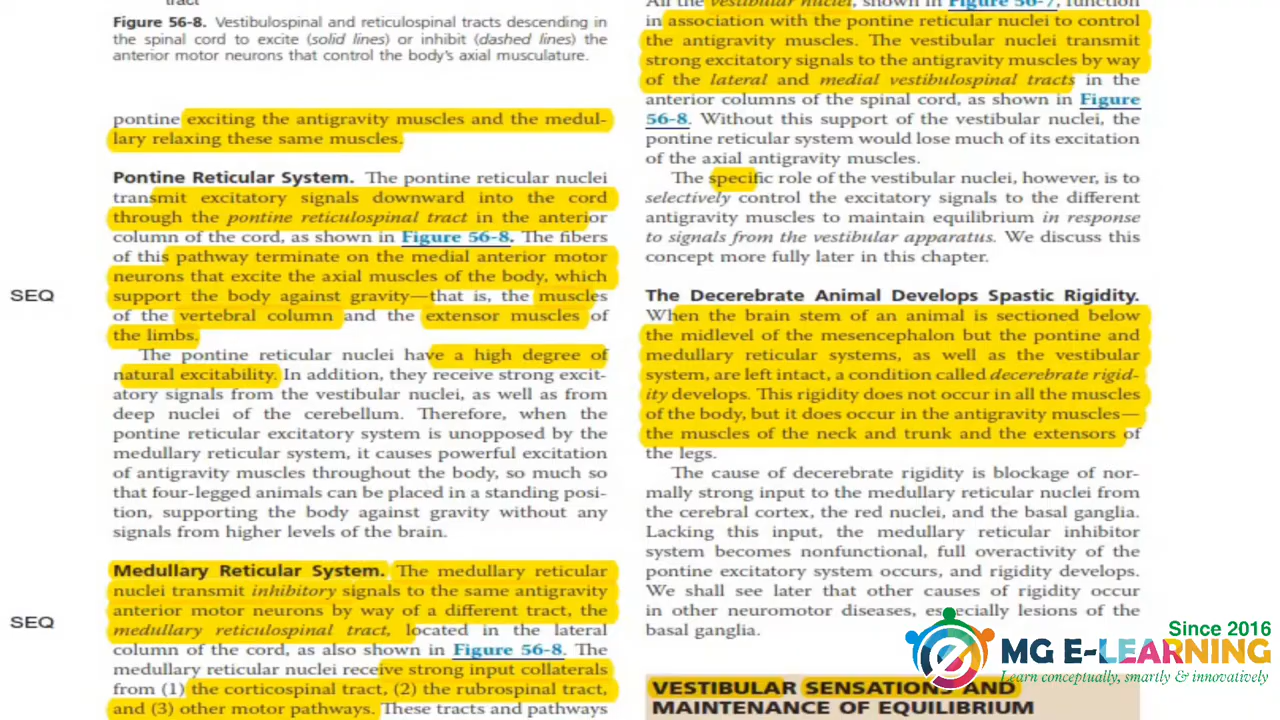 tract
Figure 56-8. Vestibulospinal and reticulospinal tracts descending in
the spinal cord to excite (solid lines) or inhibit (dashed lines) the
anterior motor neurons that control the body's axial musculature.
pontine exciting the antigravity muscles and the medul-
lary relaxing these same muscles.
Pontine Reticular System. The pontine reticular nuclei
transmit excitatory signals downward into the cord
through the pontine reticulospinal tract in the anterior
column of the cord, as shown in Figure 56-8. The fibers
of this pathway terminate on the medial anterior motor
neurons that excite the axial muscles of the body, which
SEQ
support the body against gravity—that is, the muscles
of the vertebral column and the extensor muscles of
the limbs.
The pontine reticular nuclei have a high degree of
natural excitability. In addition, they receive strong excit-
atory signals from the vestibular nuclei, as well as from
deep nuclei of the cerebellum. Therefore, when the
pontine reticular excitatory system is unopposed by the
medullary reticular system, it causes powerful excitation
of antigravity muscles throughout the body, so much so
that four-legged animals can be placed in a standing posi-
tion, supporting the body against gravity without any
signals from higher levels of the brain.
Medullary Reticular System. The medullary reticular
nuclei transmit inhibitory signals to the same antigravity
anterior motor neurons by way of a different tract, the
SEQ
medullary reticulospinal tract, located in the lateral
column of the cord, as also shown in Figure 56-8. The
medullary reticular nuclei receive strong input collaterals
from (1) the corticospinal tract, (2) the rubrospinal tract,
and (3) other motor pathways. These tracts and pathways
All the vestibular nuclei, shown in Figure 56-7, function
in association with the pontine reticular nuclei to control
the antigravity muscles. The vestibular nuclei transmit
strong excitatory signals to the antigravity muscles by way
of the lateral and medial vestibulospinal tracts in the
anterior columns of the spinal cord, as shown in Figure
56-8. Without this support of the vestibular nuclei, the
pontine reticular system would lose much of its excitation
of the axial antigravity muscles.
The specific role of the vestibular nuclei, however, is to
selectively control the excitatory signals to the different
antigravity muscles to maintain equilibrium in response
to signals from the vestibular apparatus. We discuss this
concept more fully later in this chapter.
The Decerebrate Animal Develops Spastic Rigidity.
When the brain stem of an animal is sectioned below
the midlevel of the mesencephalon but the pontine and
medullary reticular systems, as well as the vestibular
system, are left intact, a condition called decerebrate rigid-
ity develops. This rigidity does not occur in all the muscles
of the body, but it does occur in the antigravity muscles—
the muscles of the neck and trunk and the extensors of
the legs.
The cause of decerebrate rigidity is blockage of nor-
mally strong input to the medullary reticular nuclei from
the cerebral cortex, the red nuclei, and the basal ganglia.
Lacking this input, the medullary reticular inhibitor
system becomes nonfunctional, full overactivity of the
pontine excitatory system occurs, and rigidity develops.
We shall see later that other causes of rigidity occur
in other neuromotor diseases, especially lesions of the
basal ganglia.
VESTIBULAR SENSATIONS AND
MAINTENANCE OF EQUILIBRIUM
Since 2016
MG E-LEARNING
Learn conceptually, smartly & innovatively